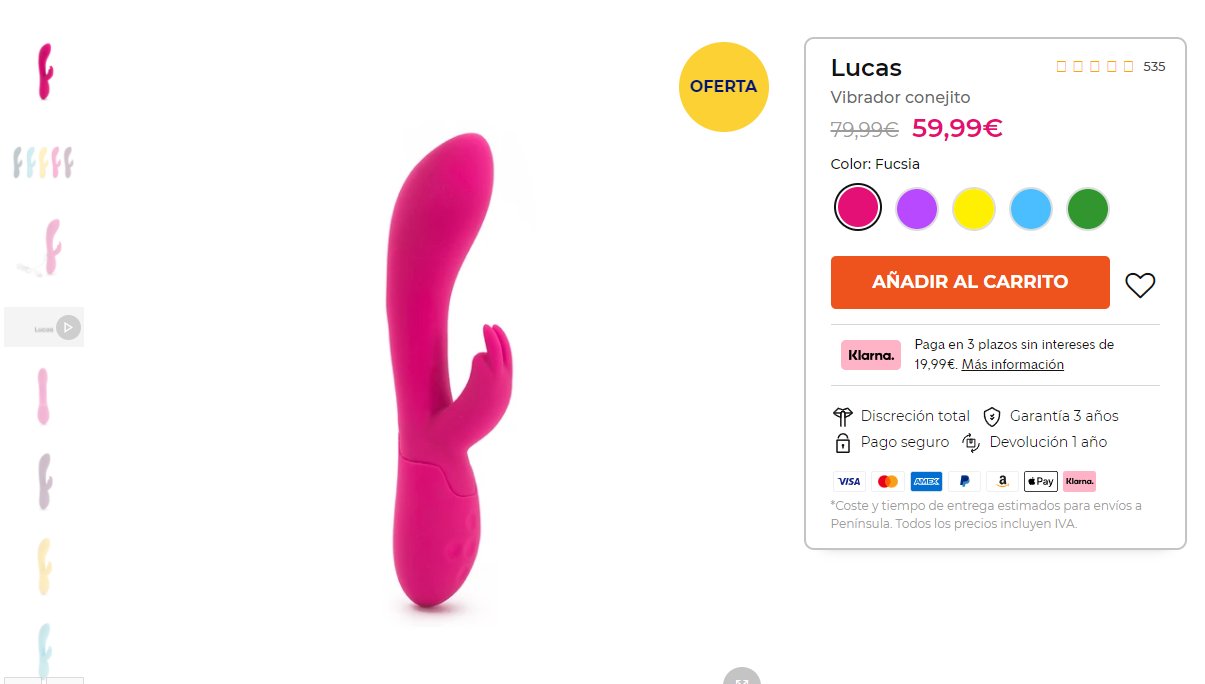 OFERTA
Lucas
535
Vibrador conejito
79,99€ 59,99€
Color: Fucsia
AÑADIR AL CARRITO
Klarna.
Paga en 3 plazos sin intereses de
19,99€. Más información
Discreción total
Garantía 3 años
Pago seguro
Devolución 1 año
VISA
AMEX
a
Pay
Klarna.
*Coste y tiempo de entrega estimados para envíos a
Península. Todos los precios incluyen IVA.
Lucas